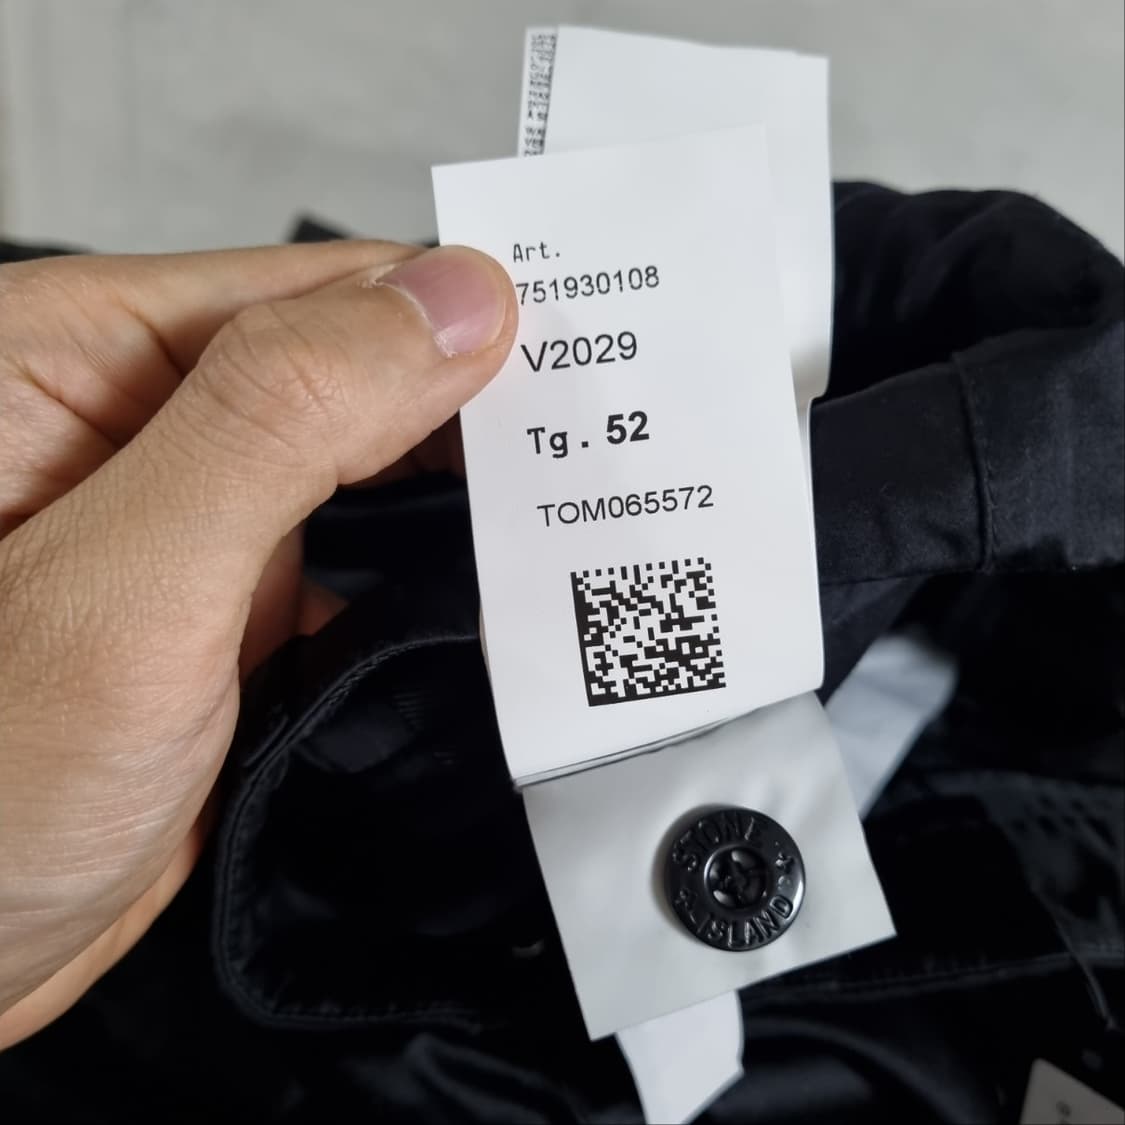 Art.
751930108
V2029
Tg. 52
TOM065572
STONE
ISLAND